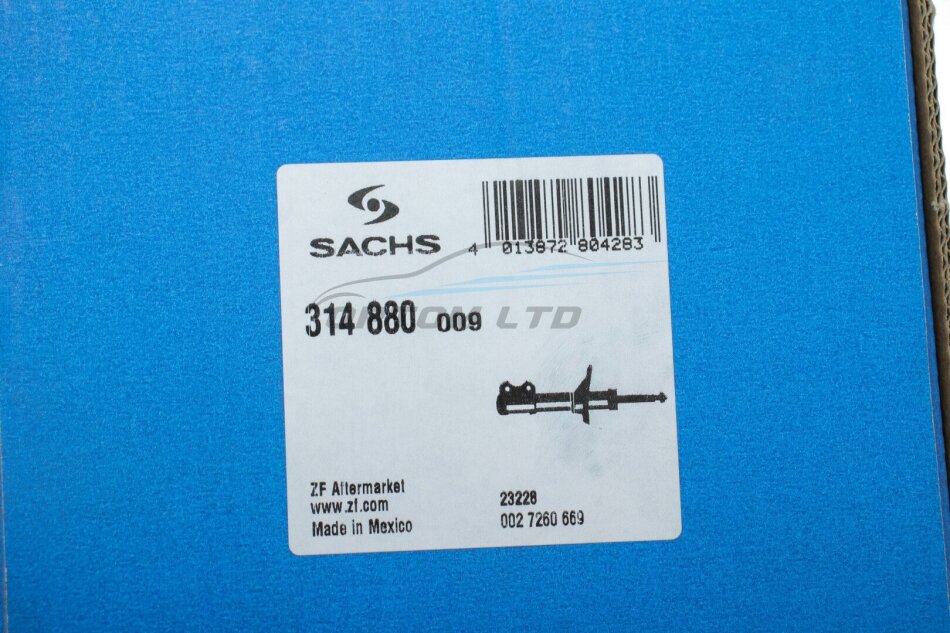 SACHS
4 013872 804283
314 880 009
LTD
ZF Aftermarket
www.zf.com
Made in Mexico
23228
002 7260 669